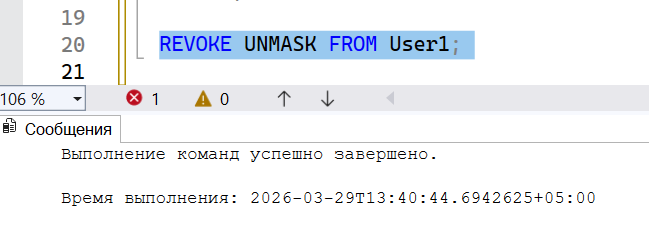 19
20 REVOKE UNMASK FROM User1;
21
106 % 1 0
Сообщения
Выполнение команд успешно завершено.
Время выполнения: 2026-03-29T13:40:44.6942625+05:00